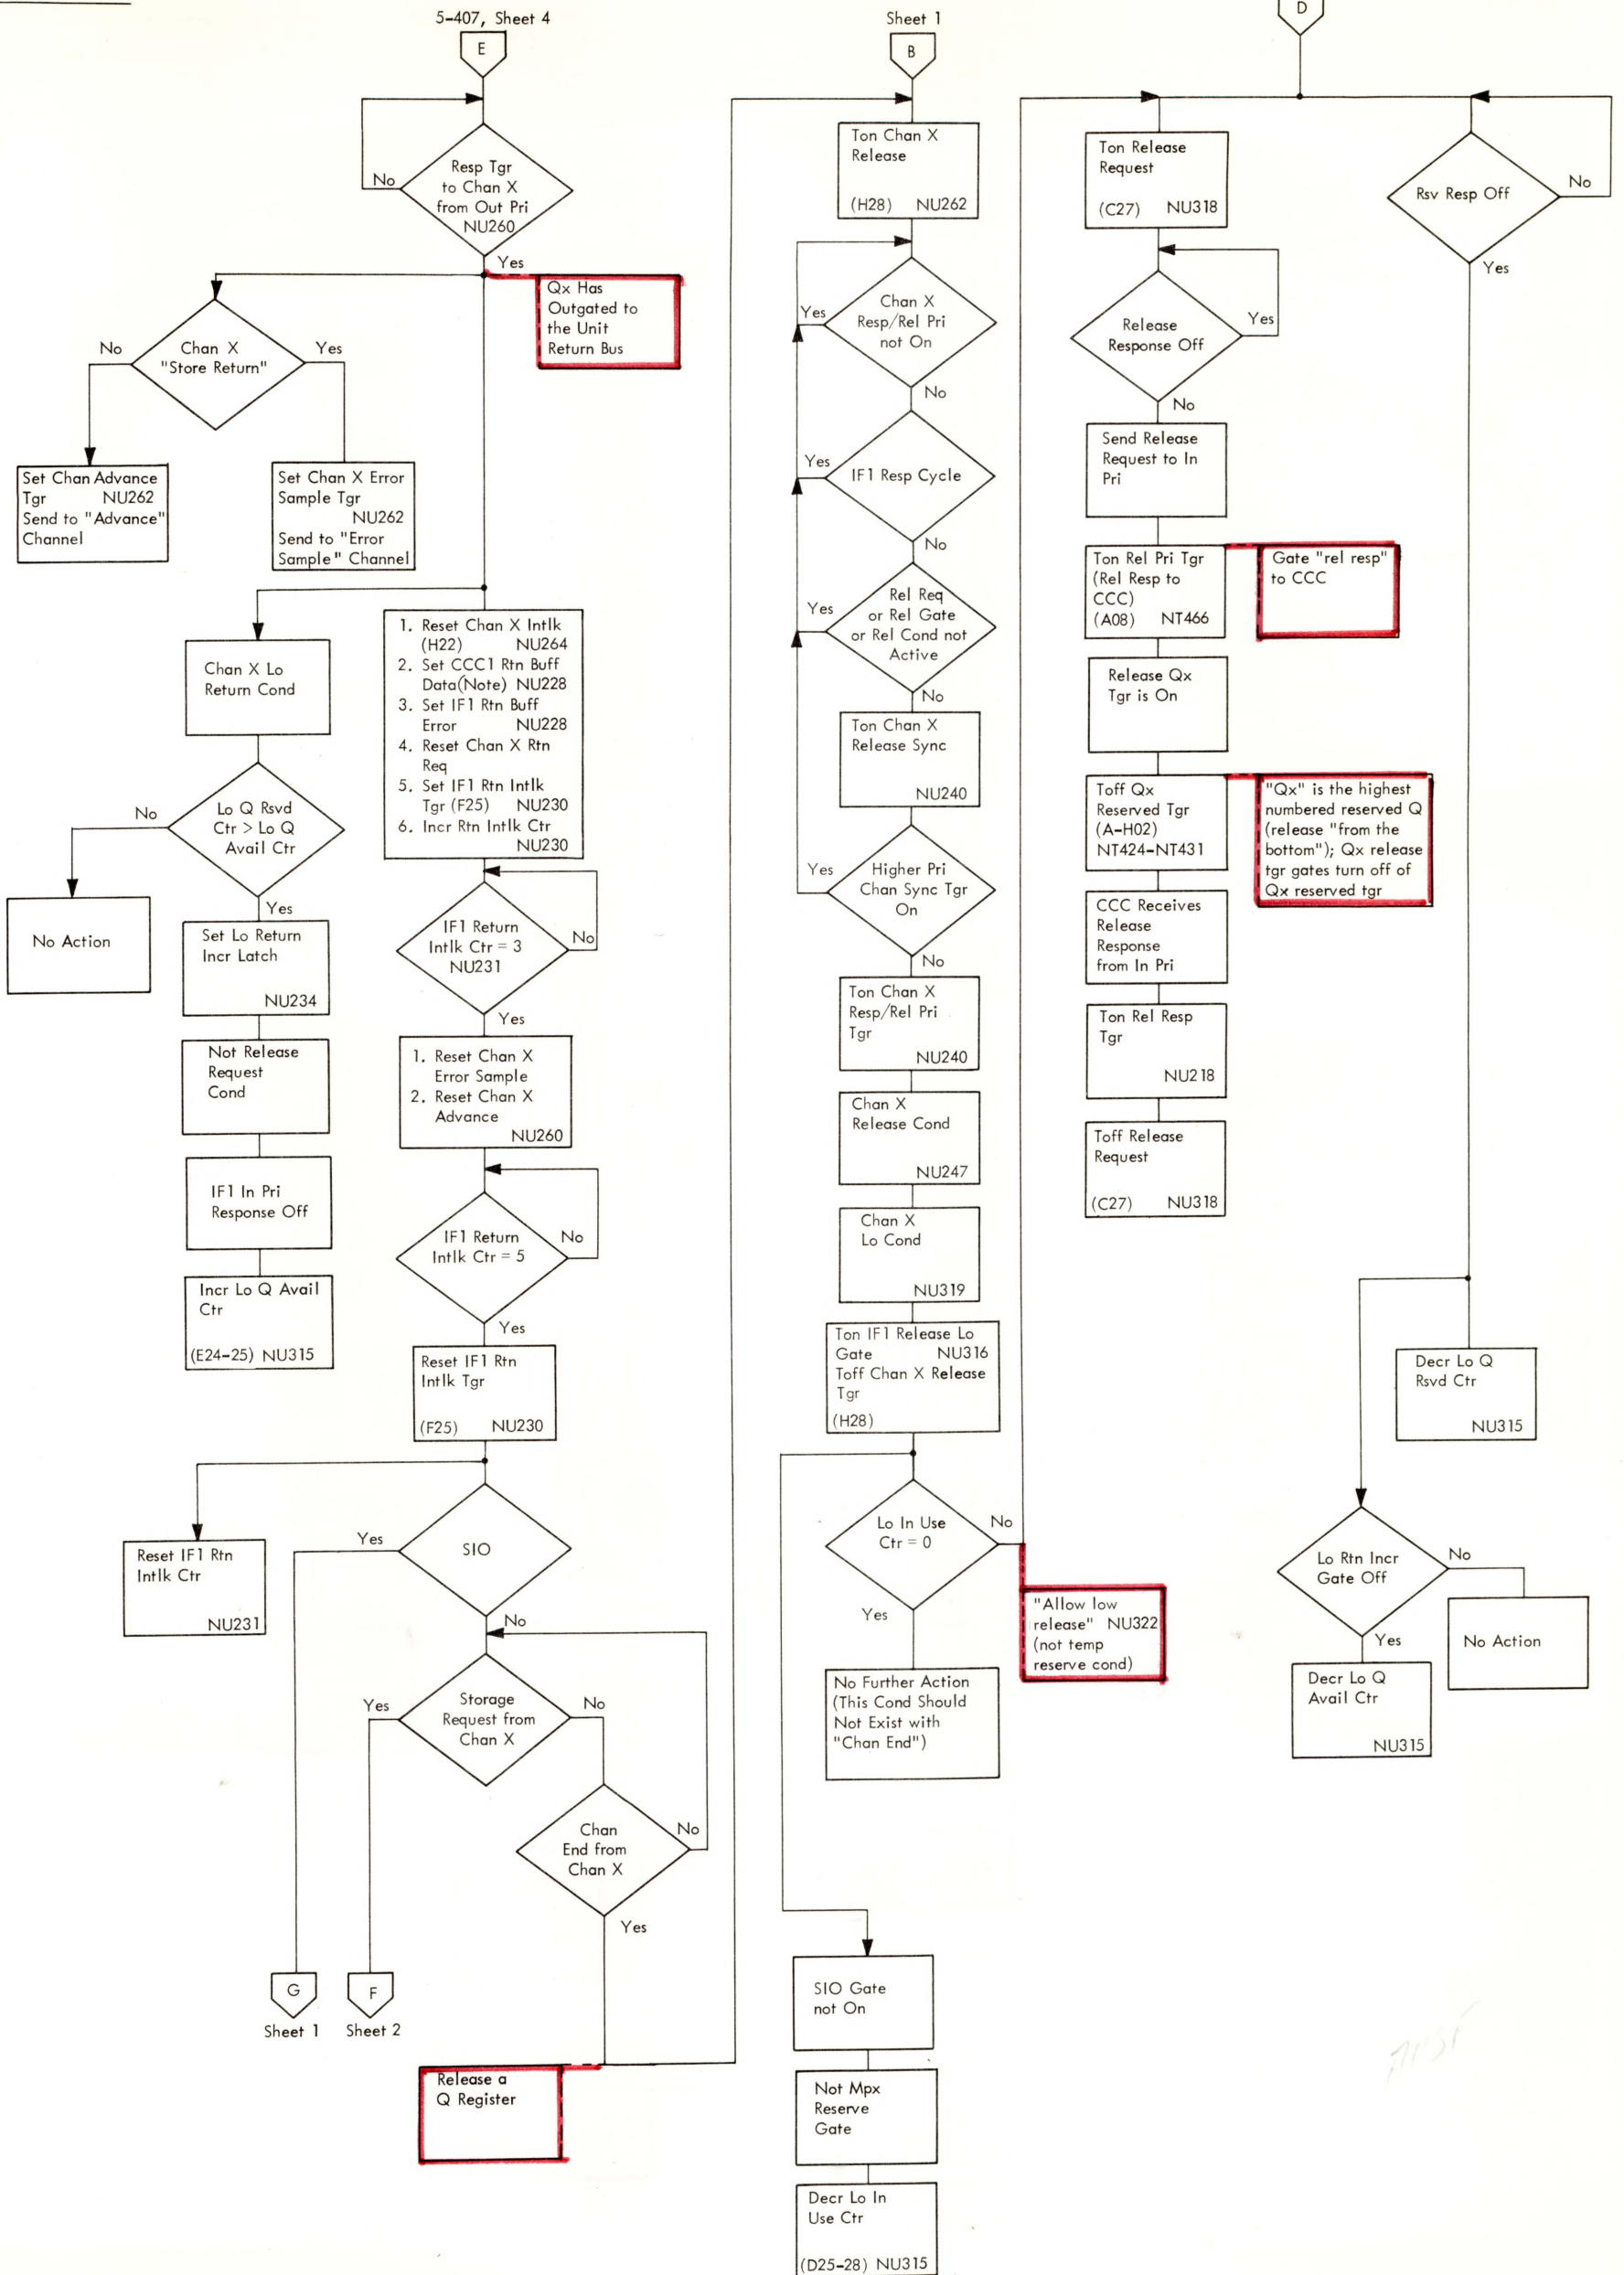 5-407, Sheet 4
E
Resp Tgr
to Chan X
from Out Pri
NU260
No
Yes
Qx Has
Outgated to
the Unit
Return Bus
Chan X
"Store Return"
No
Yes
Set Chan Advance
Tgr NU262
Send to "Advance"
Channel
Set Chan X Error
Sample Tgr
NU262
Send to "Error
Sample" Channel
Chan X Lo
Return Cond
Lo Q Rsvd
Ctr > Lo Q
Avail Ctr
No
Yes
No Action
Set Lo Return
Incr Latch
NU234
Not Release
Request
Cond
IF1 In Pri
Response Off
Incr Lo Q Avail
Ctr
(E24-25) NU315
1. Reset Chan X Intlk
(H22) NU264
2. Set CCC1 Rtn Buff
Data(Note) NU228
3. Set IF1 Rtn Buff
Error NU228
4. Reset Chan X Rtn
Req
5. Set IF1 Rtn Intlk
Tgr (F25) NU230
6. Incr Rtn Intlk Ctr
NU230
IF1 Return
Intlk Ctr = 3
NU231
No
Yes
1. Reset Chan X
Error Sample
2. Reset Chan X
Advance
NU260
IF1 Return
Intlk Ctr = 5
No
Yes
Reset IF1 Rtn
Intlk Tgr
(F25) NU230
Reset IF1 Rtn
Intlk Ctr
NU231
SIO
Yes
No
Storage
Request from
Chan X
Yes
No
Chan
End from
Chan X
No
Yes
G
Sheet 1
F
Sheet 2
Release a
Q Register
Sheet 1
B
Ton Chan X
Release
(H28) NU262
Chan X
Resp/Rel Pri
not On
Yes
No
IF1 Resp Cycle
Yes
No
Rel Req
or Rel Gate
or Rel Cond not
Active
Yes
No
Ton Chan X
Release Sync
NU240
Higher Pri
Chan Sync Tgr
On
Yes
No
Ton Chan X
Resp/Rel Pri
Tgr
NU240
Chan X
Release Cond
NU247
Chan X
Lo Cond
NU319
Ton IF1 Release Lo
Gate NU316
Toff Chan X Release
Tgr
(H28)
Lo In Use
Ctr = 0
No
Yes
"Allow low
release" NU322
(not temp
reserve cond)
No Further Action
(This Cond Should
Not Exist with
"Chan End")
SIO Gate
not On
Not Mpx
Reserve
Gate
Decr Lo In
Use Ctr
(D25-28) NU315
D
Ton Release
Request
(C27) NU318
Release
Response Off
Yes
No
Send Release
Request to In
Pri
Ton Rel Pri Tgr
(Rel Resp to
CCC)
(A08) NT466
Gate "rel resp"
to CCC
Release Qx
Tgr is On
Toff Qx
Reserved Tgr
(A-H02)
NT424-NT431
"Qx" is the highest
numbered reserved Q
(release "from the
bottom"); Qx release
tgr gates turn off of
Qx reserved tgr
CCC Receives
Release
Response
from In Pri
Ton Rel Resp
Tgr
NU218
Toff Release
Request
(C27) NU318
Rsv Resp Off
No
Yes
Decr Lo Q
Rsvd Ctr
NU315
Lo Rtn Incr
Gate Off
No
Yes
No Action
Decr Lo Q
Avail Ctr
NU315